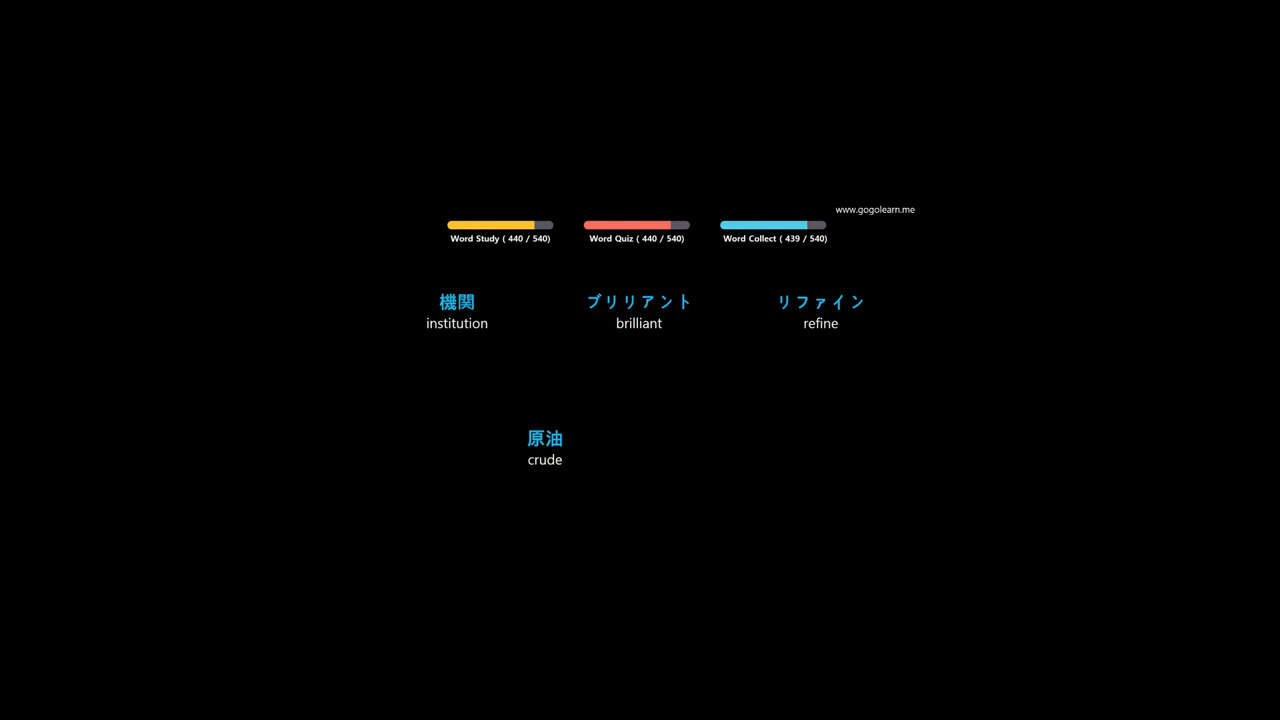 www.gogolearn.me
Word Study ( 440 / 540)
Word Quiz ( 440 / 540)
Word Collect ( 439 / 540)
機関
institution
ブリリアント
brilliant
リファイン
refine
原油
crude